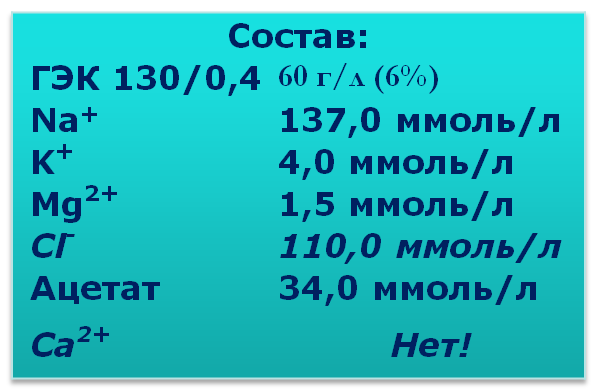 Состав:
ГЭК 130/0,4 60 г/л (6%)
Na⁺ 137,0 ммоль/л
K⁺ 4,0 ммоль/л
Mg²⁺ 1,5 ммоль/л
Cl⁻ 110,0 ммоль/л
Ацетат 34,0 ммоль/л
Ca²⁺ Нет!